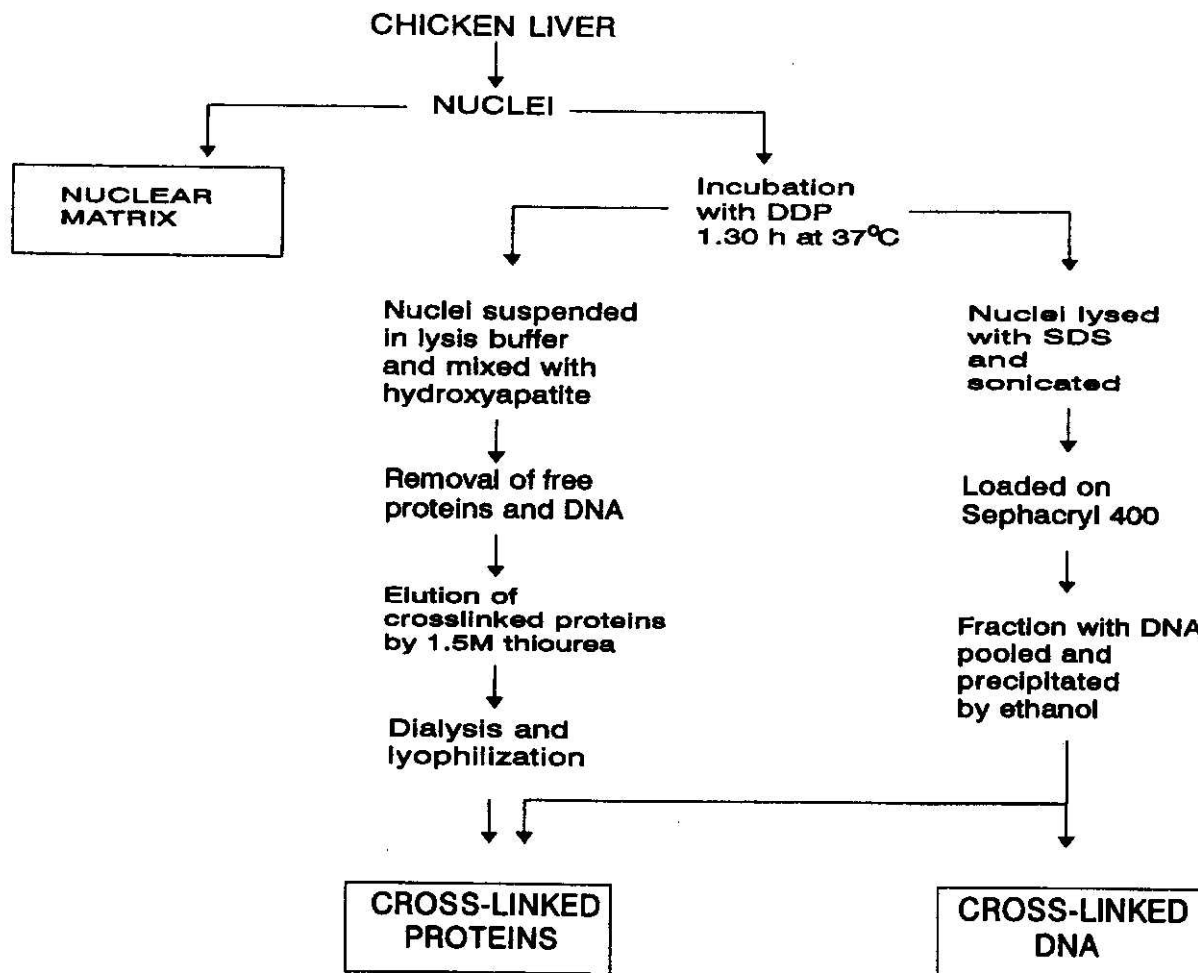 CHICKEN LIVER
NUCLEI
NUCLEAR
MATRIX
Incubation
with DDP
1.30 h at 37⁰C
Nuclei suspended
in lysis buffer
and mixed with
hydroxyapatite
Removal of free
proteins and DNA
Elution of
crosslinked proteins
by 1.5M thiourea
Dialysis and
lyophilization
Nuclei lysed
with SDS
and
sonicated
Loaded on
Sephacryl 400
Fraction with DNA
pooled and
precipitated
by ethanol
CROSS-LINKED
PROTEINS
CROSS-LINKED
DNA